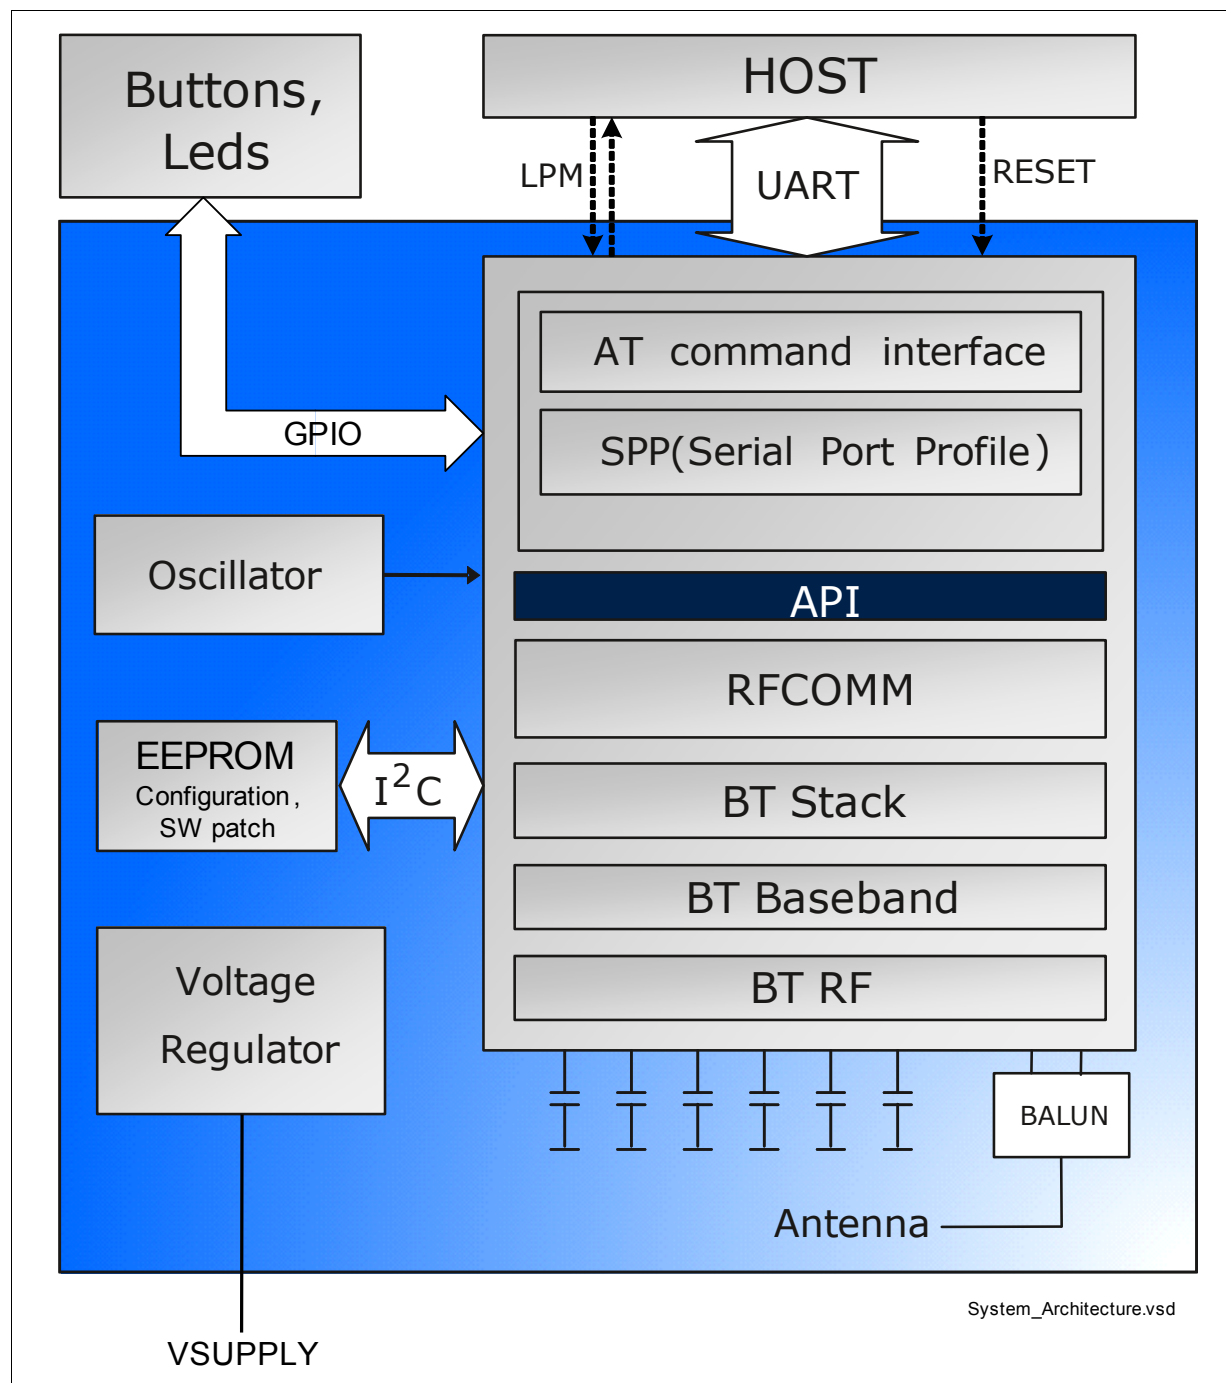 Buttons,
Leds
HOST
LPM
UART
RESET
AT command interface
SPP(Serial Port Profile)
GPIO
Oscillator
API
RFCOMM
EEPROM
Configuration,
SW patch
I²C
BT Stack
BT Baseband
Voltage
Regulator
BT RF
BALUN
Antenna
System_Architecture.vsd
VSUPPLY